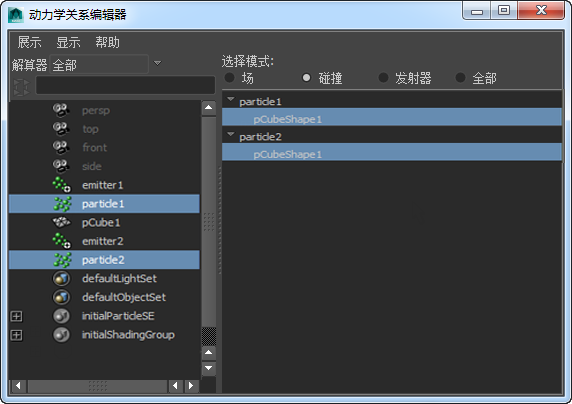 动力学关系编辑器
展示 显示 帮助
解算器 全部
persp
top
front
side
emitter1
particle1
pCube1
emitter2
particle2
defaultLightSet
defaultObjectSet
initialParticleSE
initialShadingGroup
选择模式:
场 碰撞 发射器 全部
particle1
pCubeShape1
particle2
pCubeShape1